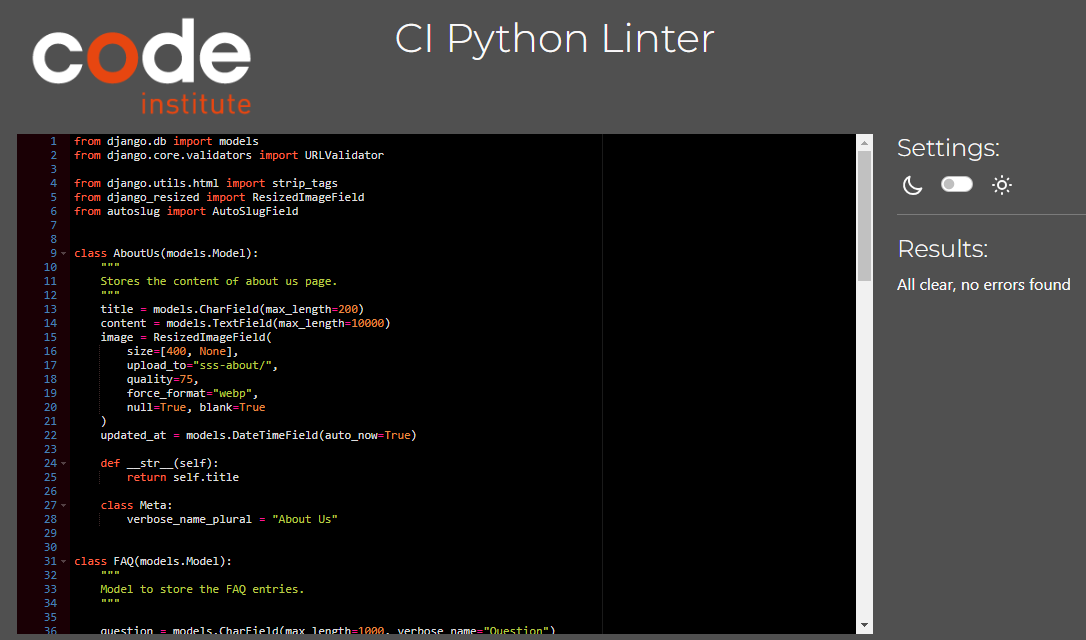 code
institute
CI Python Linter
1 from django.db import models
2 from django.core.validators import URLValidator
3
4 from django.utils.html import strip_tags
5 from django_resized import ResizedImageField
6 from autoslug import AutoSlugField
7
8
9 class AboutUs(models.Model):
10     """
11     Stores the content of about us page.
12     """
13     title = models.CharField(max_length=200)
14     content = models.TextField(max_length=10000)
15     image = ResizedImageField(
16         size=[400, None],
17         upload_to="sss-about/",
18         quality=75,
19         force_format="webp",
20         null=True, blank=True
21     )
22     updated_at = models.DateTimeField(auto_now=True)
23
24     def __str__(self):
25         return self.title
26
27     class Meta:
28         verbose_name_plural = "About Us"
29
30
31 class FAQ(models.Model):
32     """
33     Model to store the FAQ entries.
34     """
35
36     question = models.CharField(max_length=1000, verbose_name="Question")
Settings:
Results:
All clear, no errors found